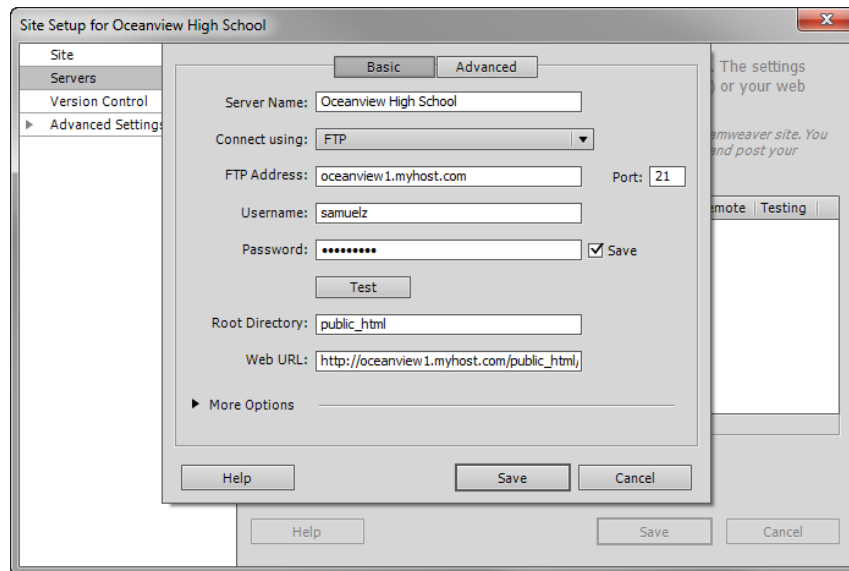 Site Setup for Oceanview High School
x
Site
Servers
Version Control
Advanced Settings
Basic
Advanced
. The settings
) or your web
Server Name:
Oceanview High School
Connect using:
FTP
amweaver site. You
and post your
FTP Address:
oceanview1.myhost.com
Port:
21
Username:
samuelz
emote
Testing
Password:
•••••••••
Save
Test
Root Directory:
public_html
Web URL:
http://oceanview1.myhost.com/public_html/
More Options
Help
Save
Cancel
Help
Save
Cancel